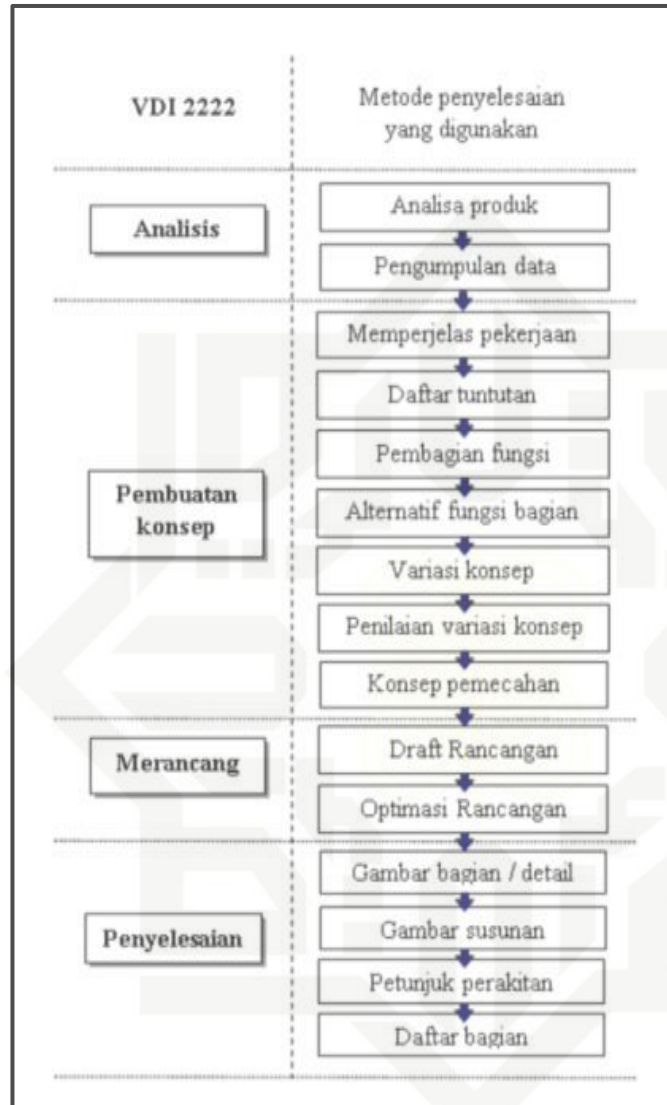 VDI 2222
Metode penyelesaian
yang digunakan
Analisis
Analisa produk
Pengumpulan data
Pembuatan
konsep
Memperjelas pekerjaan
Daftar tuntutan
Pembagian fungsi
Alternatif fungsi bagian
Variasi konsep
Penilaian variasi konsep
Konsep pemecahan
Merancang
Draft Rancangan
Optimasi Rancangan
Penyelesaian
Gambar bagian / detail
Gambar susunan
Petunjuk perakitan
Daftar bagian